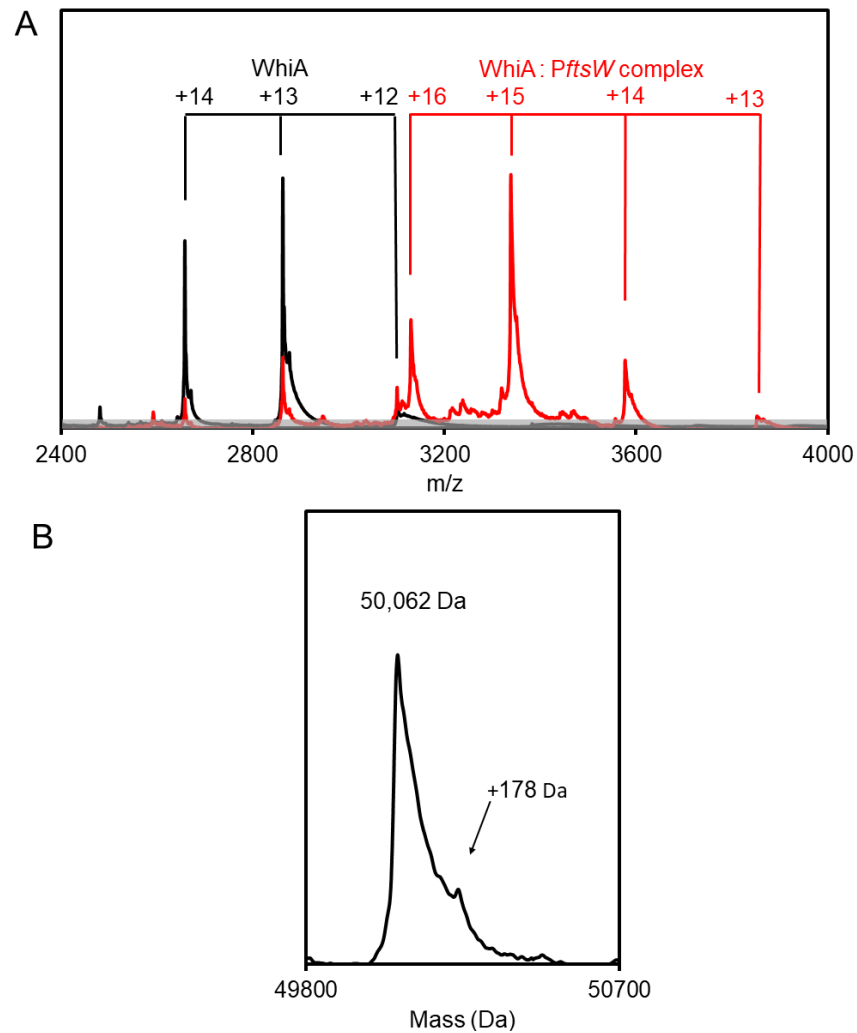 A
WhiA
WhiA : PftsW complex
+14
+13
+12
+16
+15
+14
+13
2400
2800
3200
3600
4000
m/z
B
50,062 Da
+178 Da
49800
50700
Mass (Da)